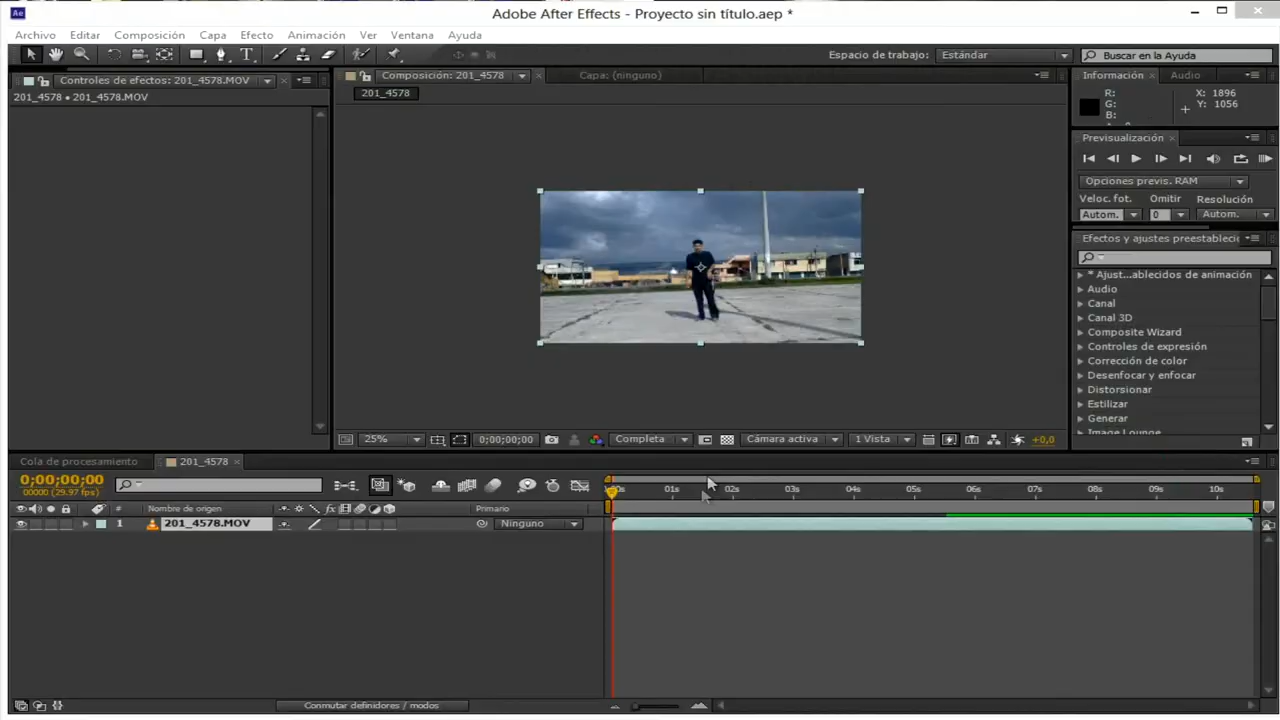 Ae
Adobe After Effects - Proyecto sin título.aep *
Archivo Editar Composición Capa Efecto Animación Ver Ventana Ayuda
Espacio de trabajo: Estándar Buscar en la Ayuda
Controles de efectos: 201_4578.MOV
Composición: 201_4578
Capa: (ninguno)
Información Audio
201_4578 • 201_4578.MOV
201_4578
R: X: 1896
G: Y: 1056
B:
Previsualización
Opciones previs. RAM
Veloc. fot. Omitir Resolución
Autom. 0 Autom.
Efectos y ajustes preestableci
* Ajust...ablecidos de animación
Audio
Canal
Canal 3D
Composite Wizard
Controles de expresión
Corrección de color
Desenfocar y enfocar
Distorsionar
Estilizar
Generar
Image Lounge
25% 0;00;00;00 Completa Cámara activa 1 Vista +0,0
Cola de procesamiento 201_4578
0;00;00;00
00000 (29.97 fps)
01s 02s 03s 04s 05s 06s 07s 08s 09s 10s
# Nombre de origen fx Primario
1 201_4578.MOV Ninguno
Conmutar definidores / modos